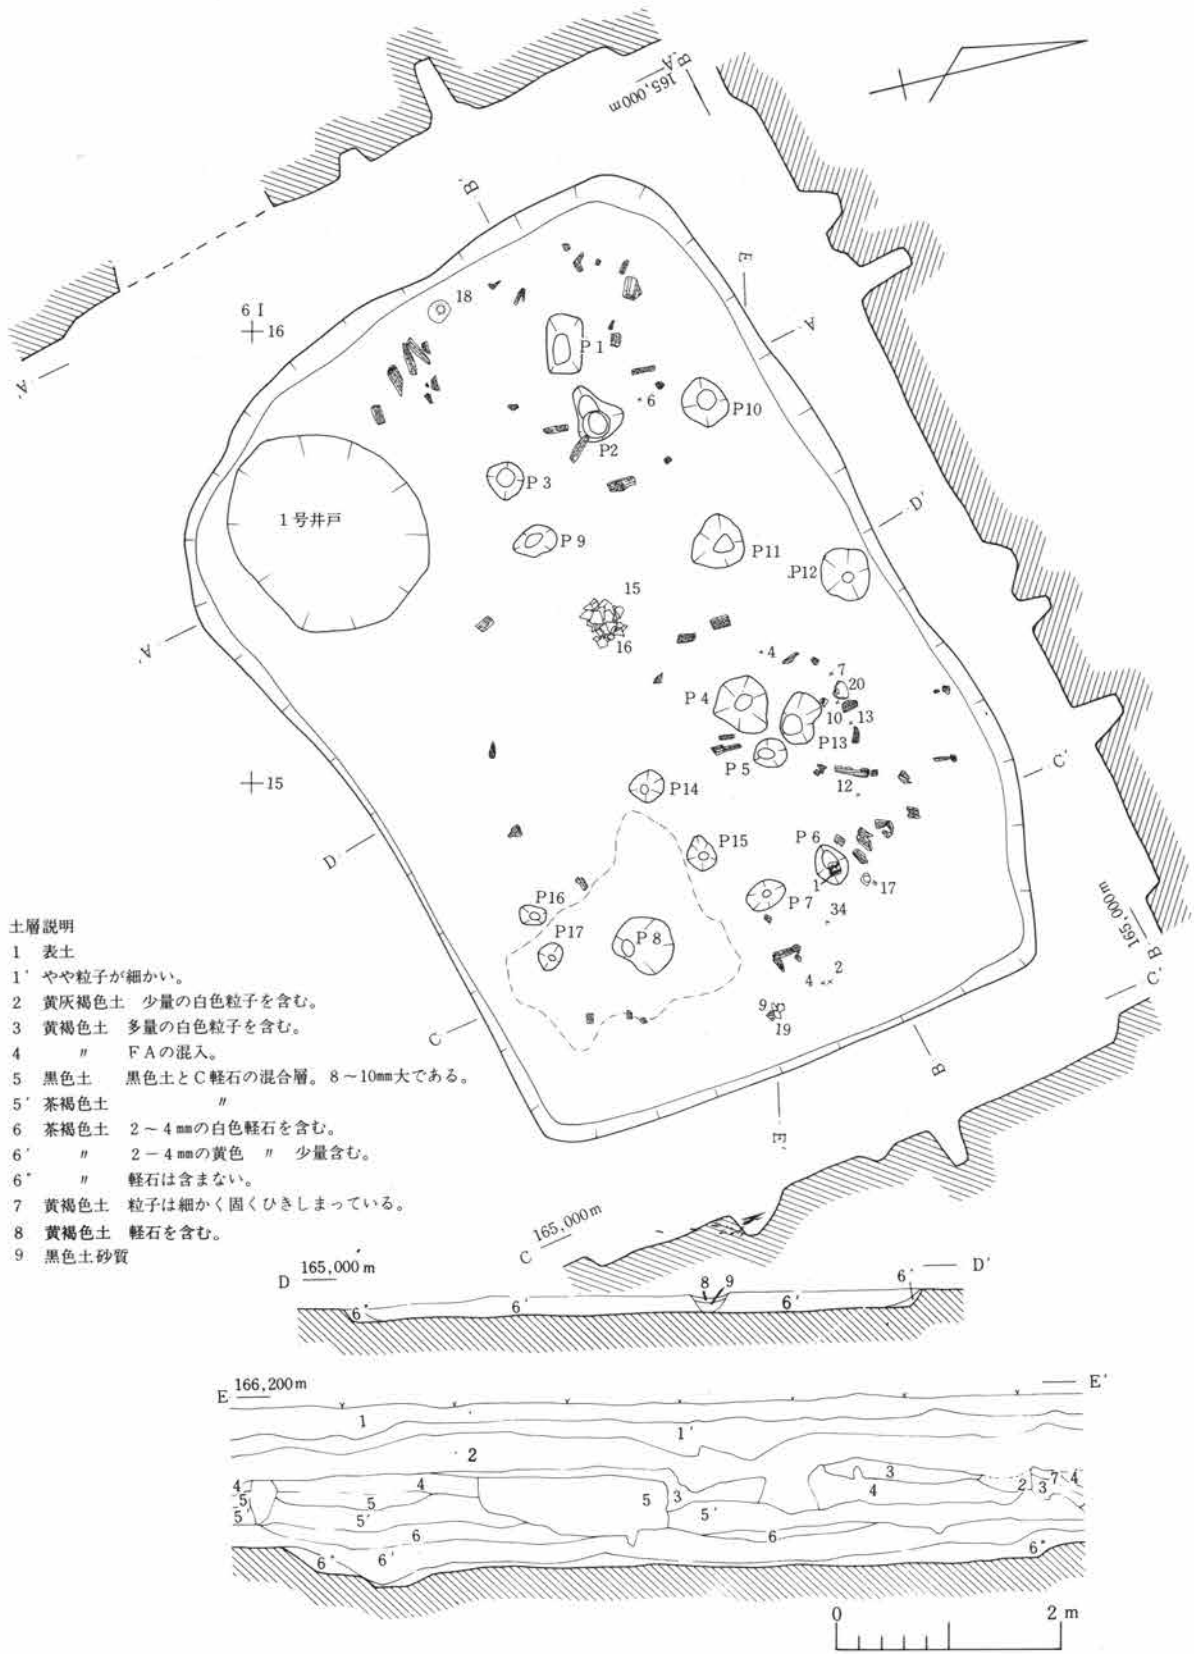 A'
B'
165,000m
B'
E
A
18
6 I
16
P 1
A'
6
P10
P2
P 3
D'
1号井戸
P 9
P11
P12
15
16
4
7
20
P 4
10
13
P13
A'
P 5
C'
12
15
P14
P15
P 6
D
1
17
P16
P 7
34
165,000m
P17
P 8
B
2
4
C'
9
19
C
B
E'
土層説明
1 表土
1' やや粒子が細かい。
2 黄灰褐色土 少量の白色粒子を含む。
3 黄褐色土 多量の白色粒子を含む。
4 〃 FAの混入。
5 黒色土 黒色土とC軽石の混合層。8～10㎜大である。
5' 茶褐色土 〃
6 茶褐色土 2～4㎜の白色軽石を含む。
6' 〃 2－4㎜の黄色 〃 少量含む。
6" 〃 軽石は含まない。
7 黄褐色土 粒子は細かく固くひきしまっている。
8 黄褐色土 軽石を含む。
9 黒色土砂質
C 165,000m
D 165,000m
D'
8 9
6'
6" 6' 6'
E 166,200m
E'
1
1'
2
3
4 4 4 2 7 4
5 5 5 3 3
5' 5' 5'
6 6
6" 6' 6"
0 2 m